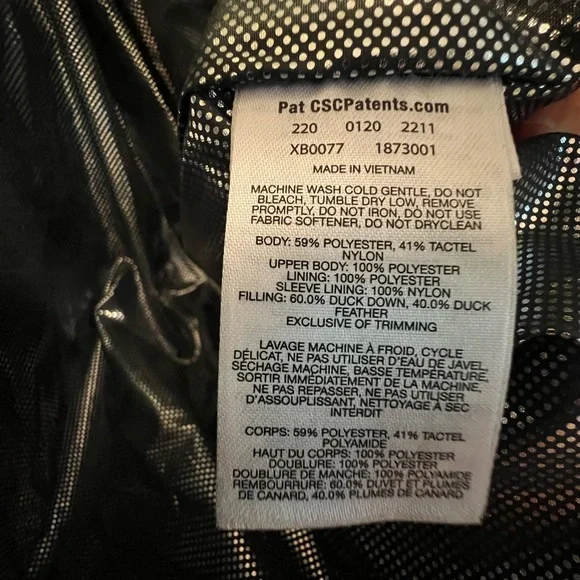 Pat CSCPatents.com
220 0120 2211
XB0077 1873001
MADE IN VIETNAM
MACHINE WASH COLD GENTLE, DO NOT
BLEACH, TUMBLE DRY LOW, REMOVE
PROMPTLY, DO NOT IRON, DO NOT USE
FABRIC SOFTENER, DO NOT DRYCLEAN
BODY: 59% POLYESTER, 41% TACTEL
NYLON
UPPER BODY: 100% POLYESTER
LINING: 100% POLYESTER
SLEEVE LINING: 100% NYLON
FILLING: 60.0% DUCK DOWN, 40.0% DUCK
FEATHER
EXCLUSIVE OF TRIMMING
LAVAGE MACHINE À FROID, CYCLE
DÉLICAT, NE PAS UTILISER D'EAU DE JAVEL,
SÉCHAGE MACHINE, BASSE TEMPÉRATURE,
SORTIR IMMÉDIATEMENT DE LA MACHINE,
NE PAS REPASSER, NE PAS UTILISER
D'ASSOUPLISSANT, NETTOYAGE À SEC
INTERDIT
CORPS: 59% POLYESTER, 41% TACTEL
POLYAMIDE
HAUT DU CORPS: 100% POLYESTER
DOUBLURE: 100% POLYESTER
DOUBLURE DE MANCHE: 100% POLYAMIDE
REMBOURRURE: 60.0% DUVET ET PLUMES
DE CANARD, 40.0% PLUMES DE CANARD